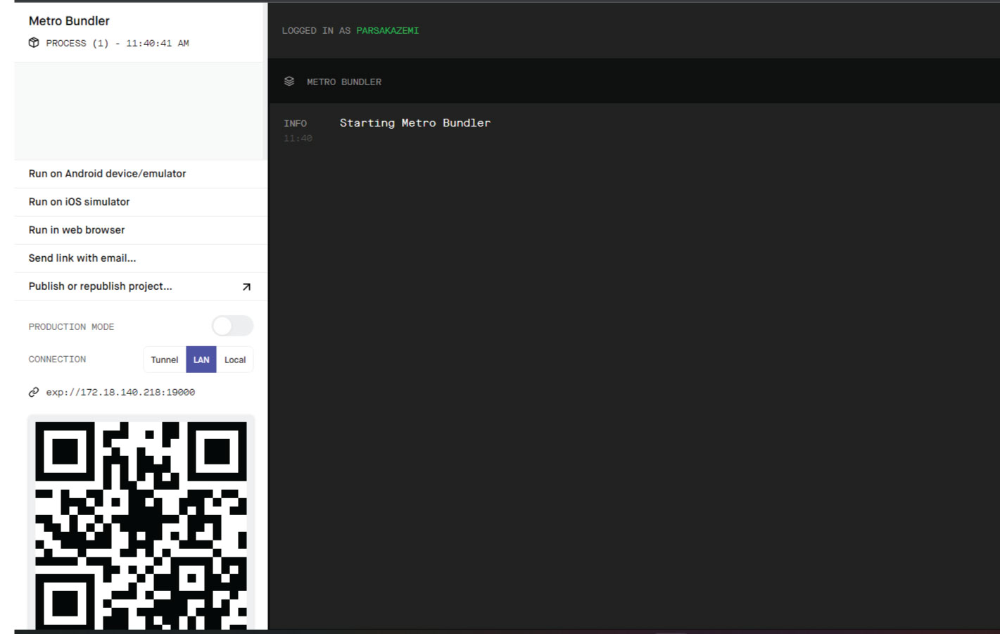 Metro Bundler
PROCESS (1) - 11:40:41 AM
Run on Android device/emulator
Run on iOS simulator
Run in web browser
Send link with email...
Publish or republish project...
PRODUCTION MODE
CONNECTION Tunnel LAN Local
exp://172.18.140.218:19000
LOGGED IN AS PARSAKAZEMI
METRO BUNDLER
INFO Starting Metro Bundler
11:40